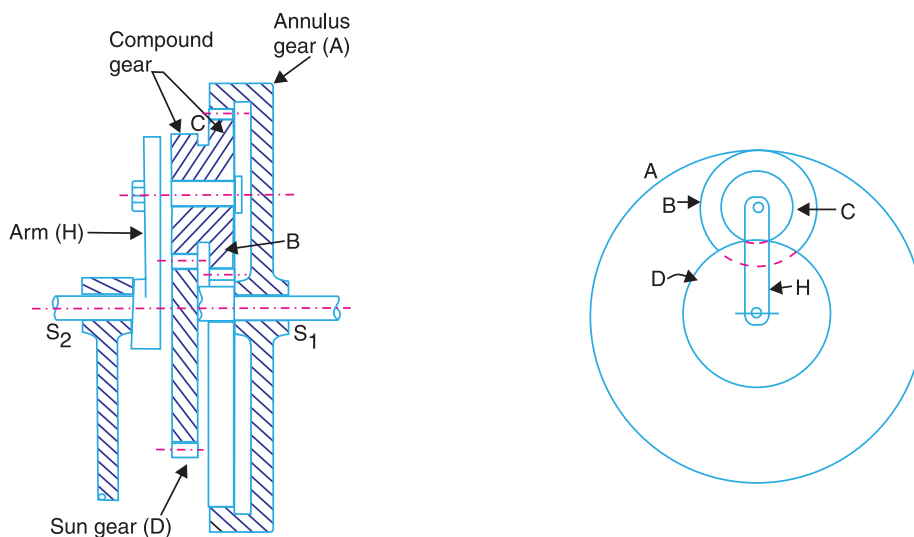 Annulus
gear (A)
Compound
gear
C
Arm (H)
B
S2
S1
Sun gear (D)
A
B
C
D
H